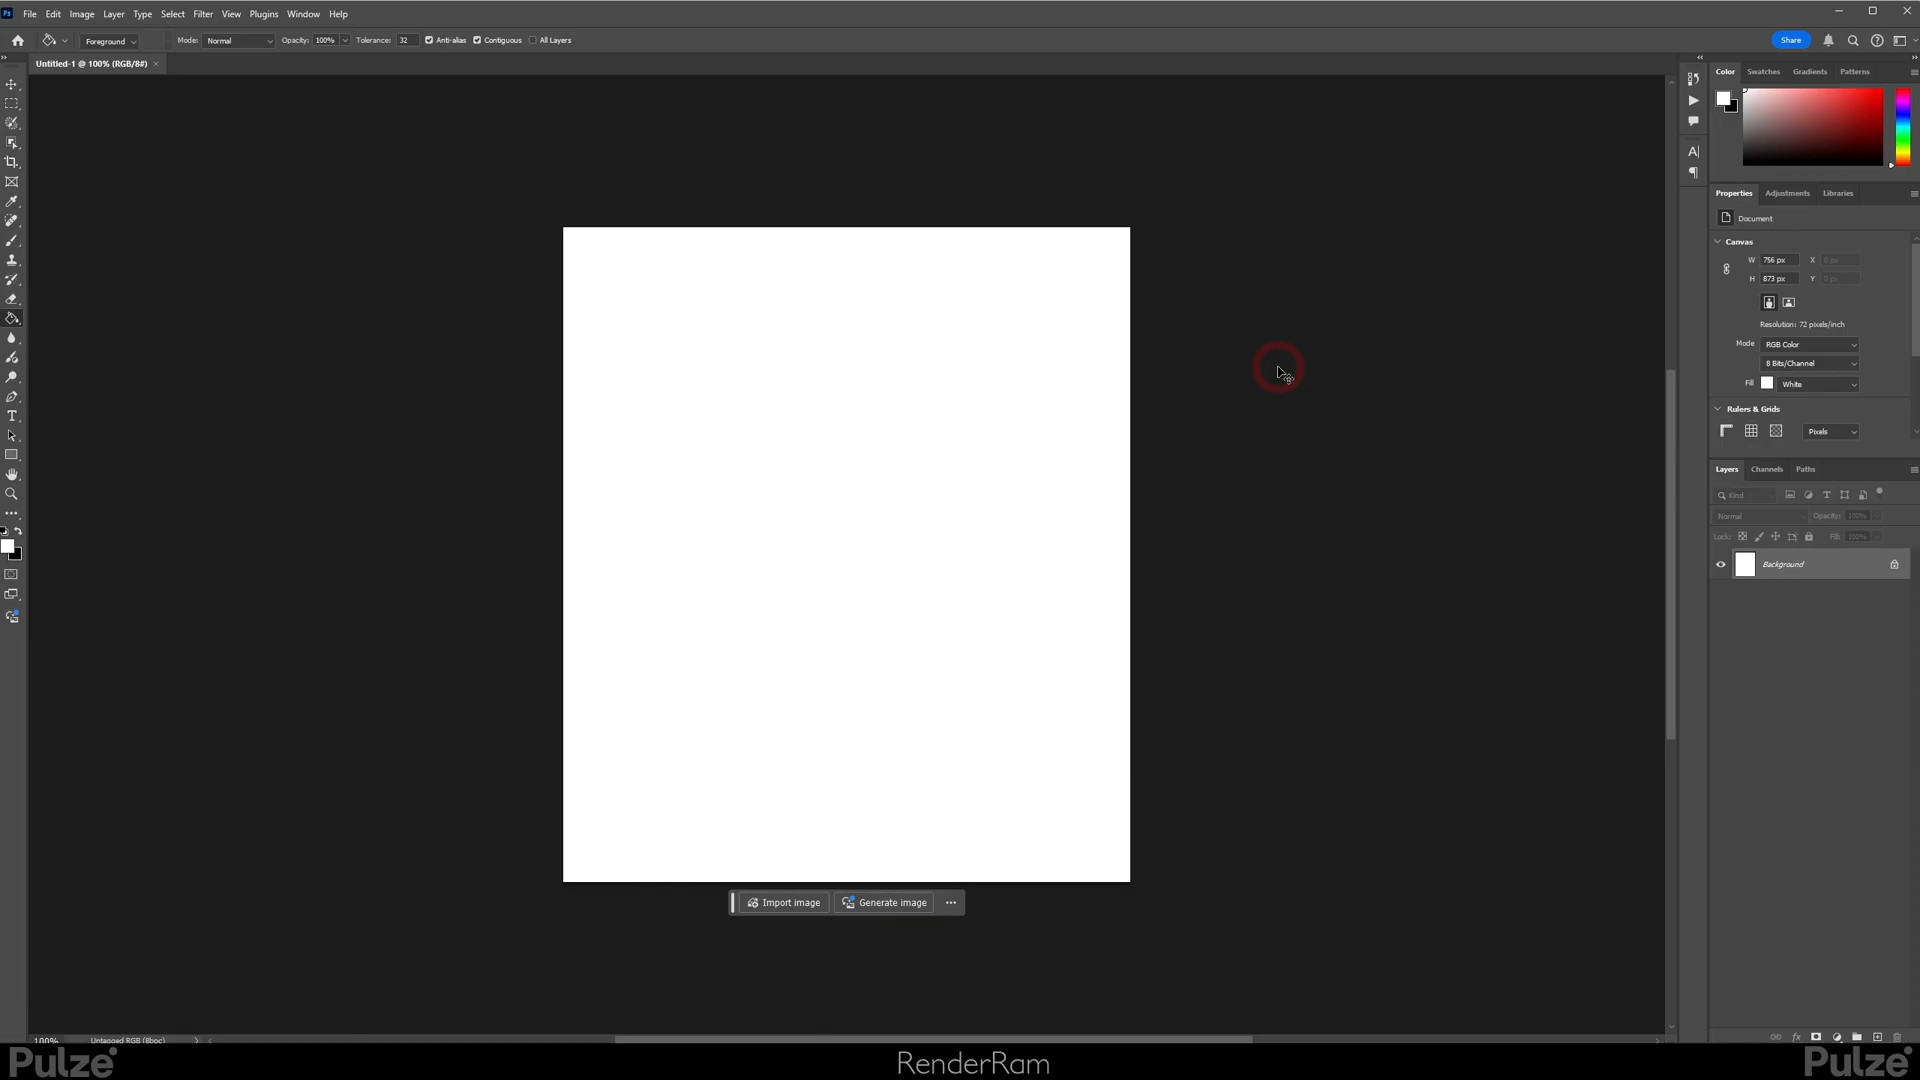 Ps File Edit Image Layer Type Select Filter View Plugins Window Help
Foreground Mode: Normal Opacity: 100% Tolerance: 32 Anti-alias Contiguous All Layers Share
Untitled-1 @ 100% (RGB/8#) ×
Color Swatches Gradients Patterns
Properties Adjustments Libraries
Document
Canvas
W 756 px X 0 px
H 873 px Y 0 px
Resolution: 72 pixels/inch
Mode RGB Color
8 Bits/Channel
Fill White
Rulers & Grids
Pixels
Layers Channels Paths
Kind
Normal Opacity: 100%
Lock: Fill: 100%
Background
Import image Generate image
100% Untagged RGB (8bpc)
Pulze RenderRam Pulze